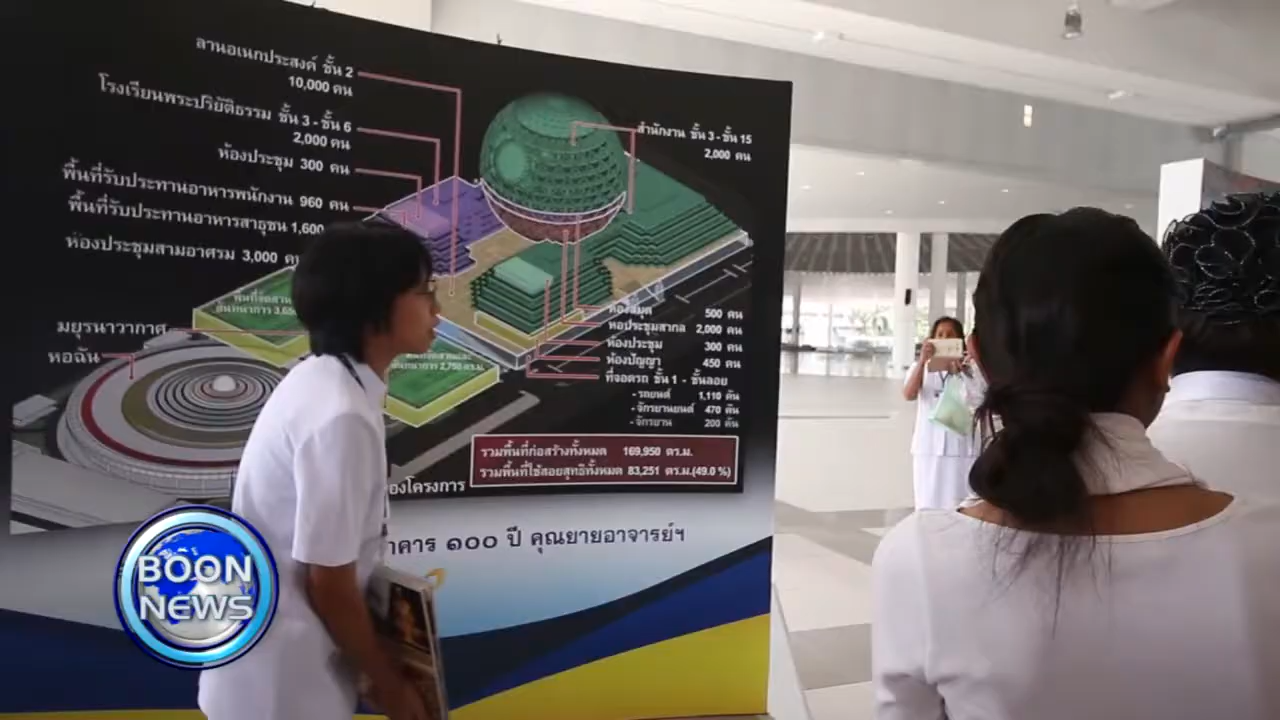 ลานอเนกประสงค์ ชั้น 2
10,000 คน
โรงเรียนพระปริยัติธรรม ชั้น 3 - ชั้น 6
2,000 คน
ห้องประชุม 300 คน
พื้นที่รับประทานอาหารพนักงาน 960 คน
พื้นที่รับประทานอาหารสาธุชน 1,600
ห้องประชุมสามอาศรม 3,000 คน
มยุรนาวากาศ
หอฉัน
สำนักงาน ชั้น 3 - ชั้น 15
2,000 คน
ห้องสมุด 500 คน
หอประชุมสากล 2,000 คน
ห้องประชุม 300 คน
ห้องปัญญา 450 คน
ที่จอดรถ ชั้น 1 - ชั้นลอย
- รถยนต์ 1,110 คัน
- จักรยานยนต์ 470 คัน
- จักรยาน 200 คัน
รวมพื้นที่ก่อสร้างทั้งหมด 169,950 ตร.ม.
รวมพื้นที่ใช้สอยสุทธิทั้งหมด 83,251 ตร.ม.(49.0 %)
องโครงการ
าคาร ๑๐๐ ปี คุณยายอาจารย์ฯ
BOON
NEWS